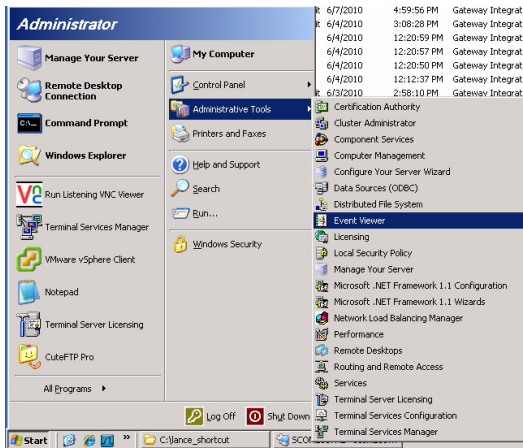 Administrator
Manage Your Server
Remote Desktop
Connection
C:\_
Command Prompt
Windows Explorer
Run Listening VNC Viewer
Terminal Services Manager
VMware vSphere Client
Notepad
Terminal Server Licensing
CuteFTP Pro
All Programs
My Computer
Control Panel
Administrative Tools
Printers and Faxes
Help and Support
Search
Run...
Windows Security
Log Off Shut Down
6/7/2010 4:59:56 PM Gateway Integrat
6/4/2010 3:08:28 PM Gateway Integrat
6/4/2010 12:20:59 PM Gateway Integrat
6/4/2010 12:20:57 PM Gateway Integrat
6/4/2010 12:20:50 PM Gateway Integrat
6/4/2010 12:12:37 PM Gateway Integrat
6/3/2010 2:58:10 PM Gateway Integrat
Certification Authority
Cluster Administrator
Component Services
Computer Management
Configure Your Server Wizard
Data Sources (ODBC)
Distributed File System
Event Viewer
Licensing
Local Security Policy
Manage Your Server
Microsoft .NET Framework 1.1 Configuration
Microsoft .NET Framework 1.1 Wizards
Network Load Balancing Manager
Performance
Remote Desktops
Routing and Remote Access
Services
Terminal Server Licensing
Terminal Services Configuration
Terminal Services Manager
Start C:\lance_shortcut